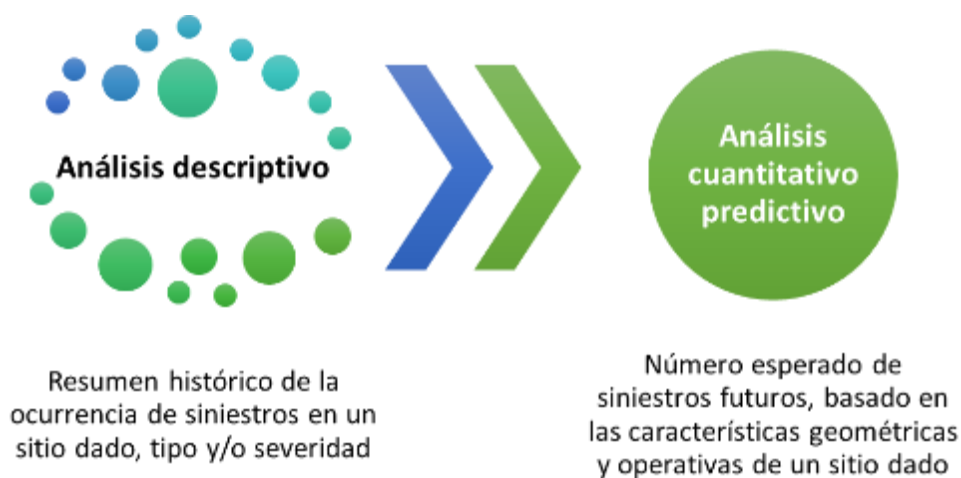 Análisis descriptivo
Resumen histórico de la
ocurrencia de siniestros en un
sitio dado, tipo y/o severidad
Análisis
cuantitativo
predictivo
Número esperado de
siniestros futuros, basado en
las características geométricas
y operativas de un sitio dado